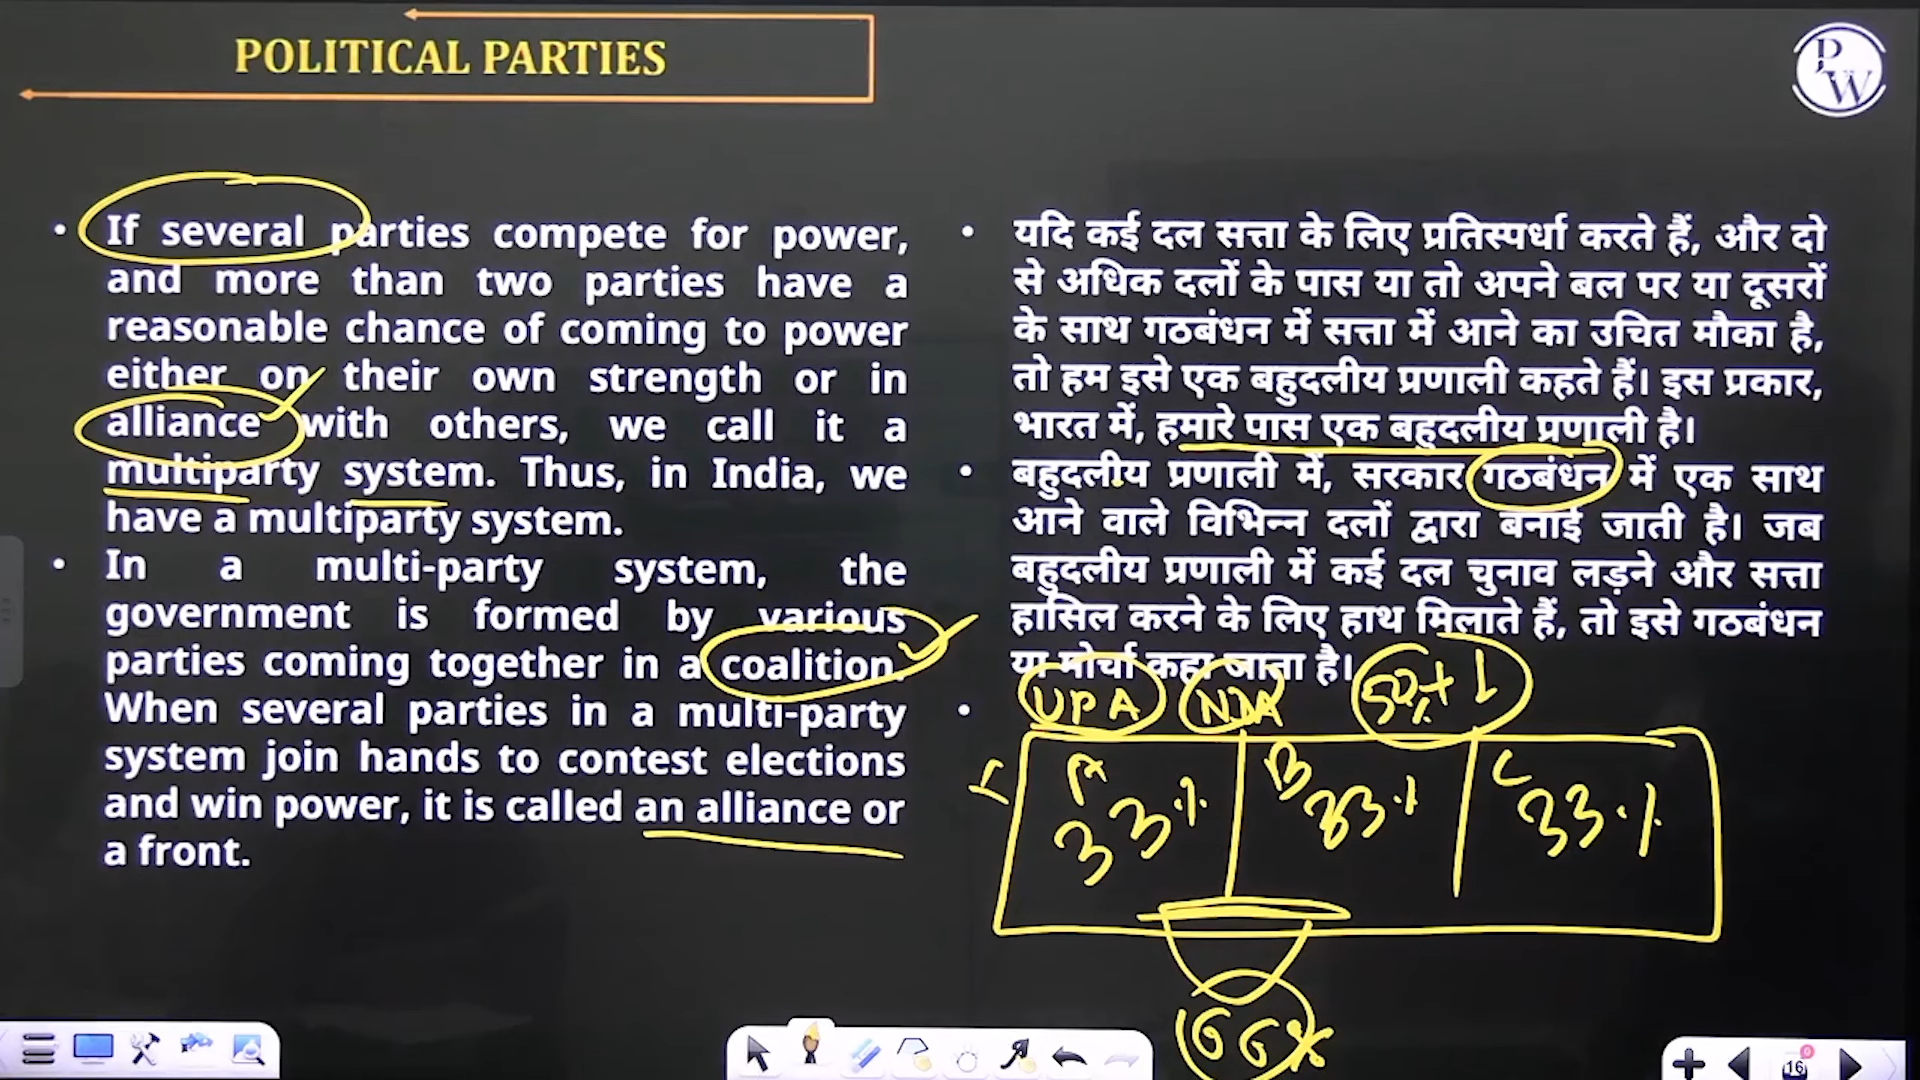 POLITICAL PARTIES
PW
• If several parties compete for power,
and more than two parties have a
reasonable chance of coming to power
either on their own strength or in
alliance with others, we call it a
multiparty system. Thus, in India, we
have a multiparty system.
• In a multi-party system, the
government is formed by various
parties coming together in a coalition.
When several parties in a multi-party
system join hands to contest elections
and win power, it is called an alliance or
a front.
• यदि कई दल सत्ता के लिए प्रतिस्पर्धा करते हैं, और दो
से अधिक दलों के पास या तो अपने बल पर या दूसरों
के साथ गठबंधन में सत्ता में आने का उचित मौका है,
तो हम इसे एक बहुदलीय प्रणाली कहते हैं। इस प्रकार,
भारत में, हमारे पास एक बहुदलीय प्रणाली है।
• बहुदलीय प्रणाली में, सरकार गठबंधन में एक साथ
आने वाले विभिन्न दलों द्वारा बनाई जाती है। जब
बहुदलीय प्रणाली में कई दल चुनाव लड़ने और सत्ता
हासिल करने के लिए हाथ मिलाते हैं, तो इसे गठबंधन
या मोर्चा कहा जाता है।
•
UPA NDA 50%+1
I A B C
33% 33% 33%
66%
16